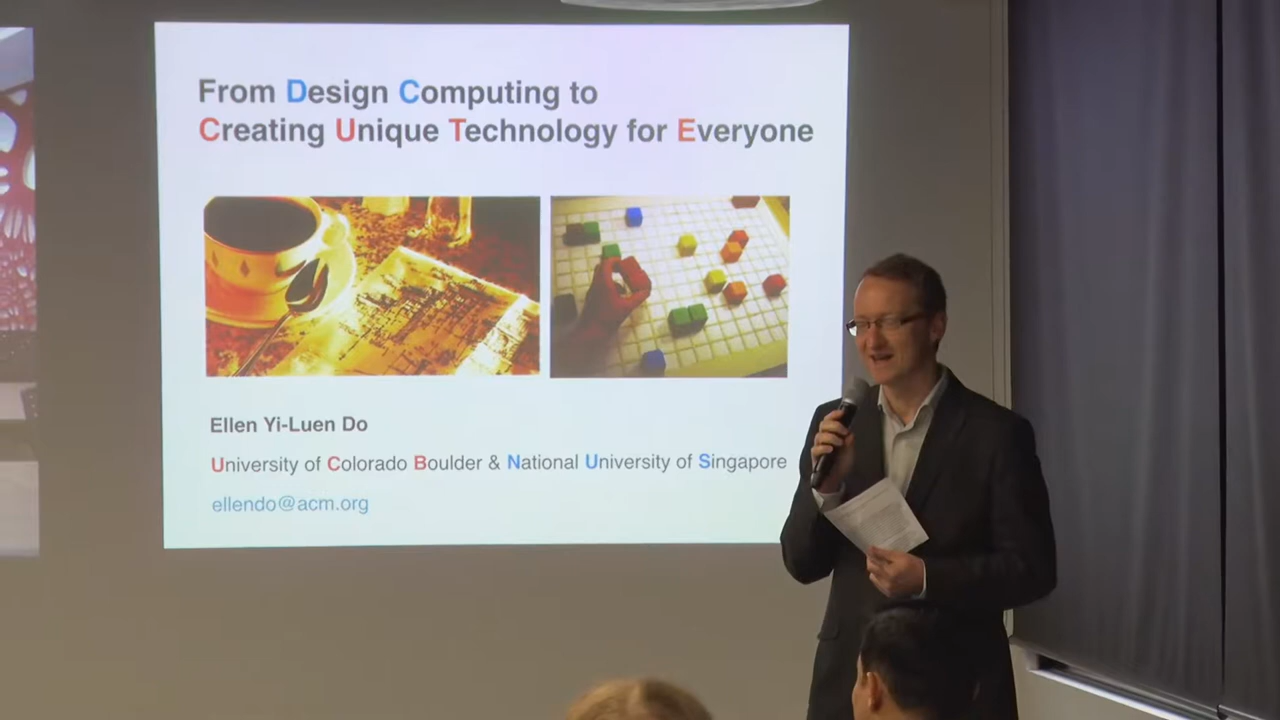 From Design Computing to
Creating Unique Technology for Everyone
Ellen Yi-Luen Do
University of Colorado Boulder & National University of Singapore
ellendo@acm.org